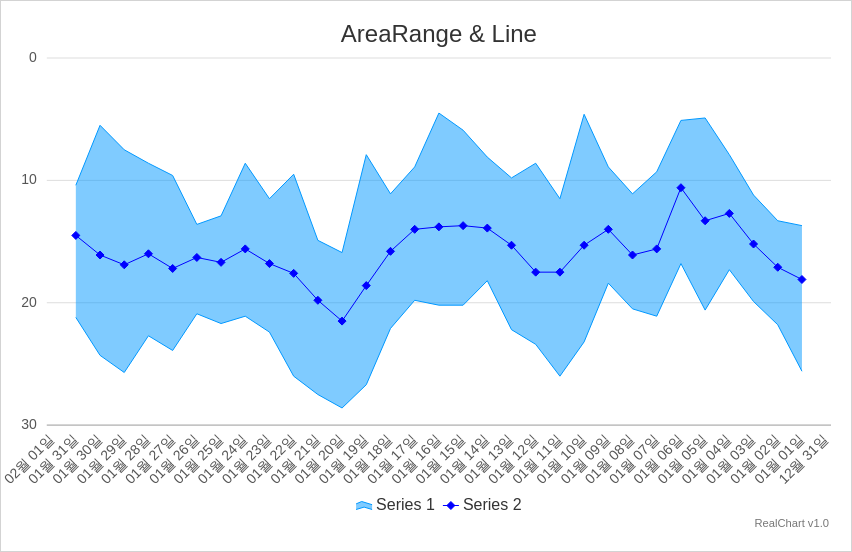 AreaRange & Line
0
10
20
30
02월 01일
01월 31일
01월 30일
01월 29일
01월 28일
01월 27일
01월 26일
01월 25일
01월 24일
01월 23일
01월 22일
01월 21일
01월 20일
01월 19일
01월 18일
01월 17일
01월 16일
01월 15일
01월 14일
01월 13일
01월 12일
01월 11일
01월 10일
01월 09일
01월 08일
01월 07일
01월 06일
01월 05일
01월 04일
01월 03일
01월 02일
01월 01일
12월 31일
Series 1
Series 2
RealChart v1.0